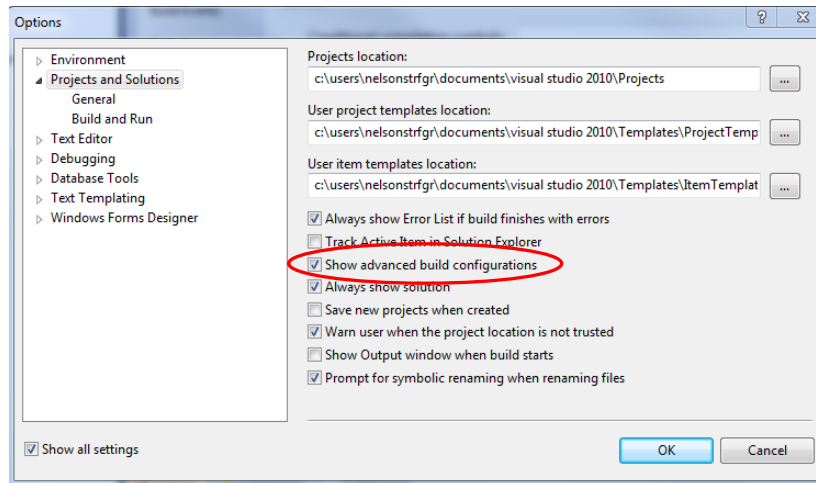 Options
Environment
Projects and Solutions
General
Build and Run
Text Editor
Debugging
Database Tools
Text Templating
Windows Forms Designer
Projects location:
c:\users\nelsonstrfgr\documents\visual studio 2010\Projects
...
User project templates location:
c:\users\nelsonstrfgr\documents\visual studio 2010\Templates\ProjectTemp
...
User item templates location:
c:\users\nelsonstrfgr\documents\visual studio 2010\Templates\ItemTemplat
...
Always show Error List if build finishes with errors
Track Active Item in Solution Explorer
Show advanced build configurations
Always show solution
Save new projects when created
Warn user when the project location is not trusted
Show Output window when build starts
Prompt for symbolic renaming when renaming files
Show all settings
OK
Cancel